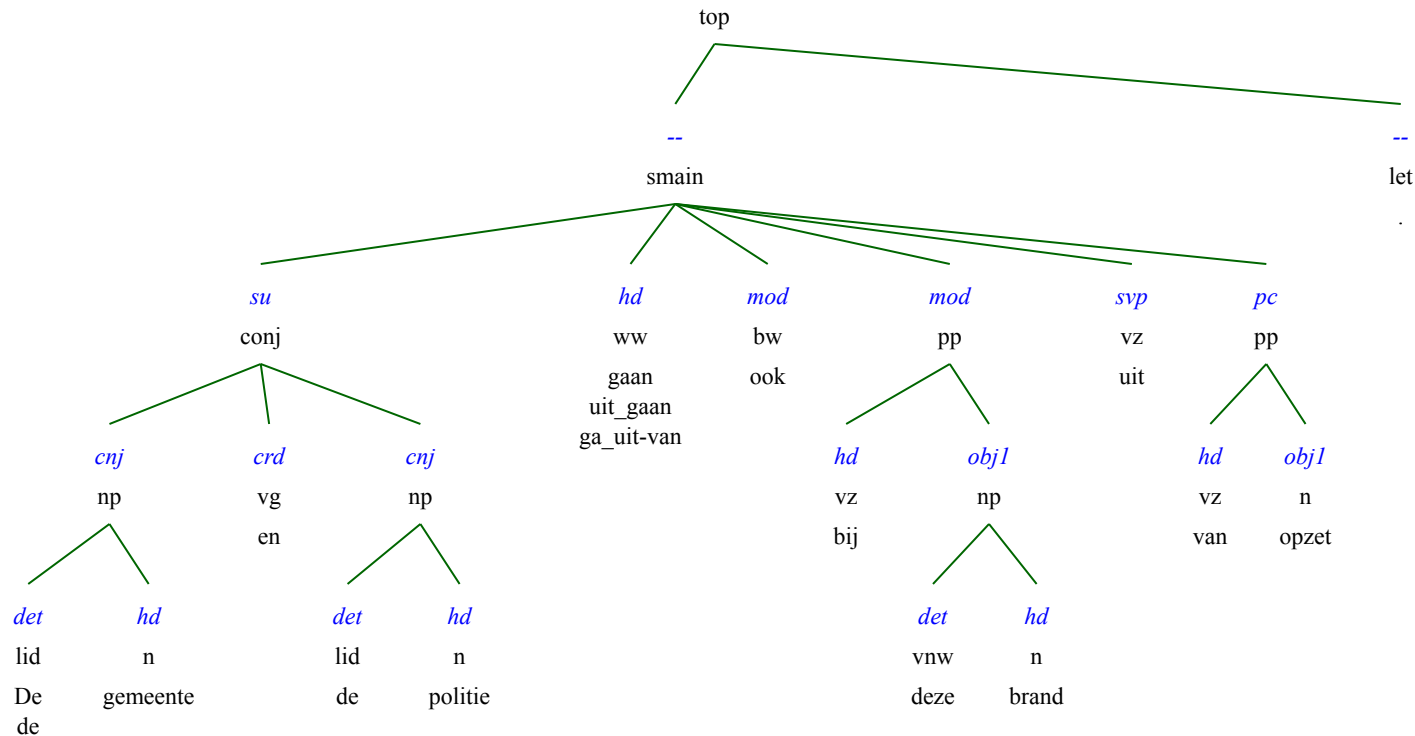 top
-- --
smain let
.
su hd mod mod svp pc
conj ww bw pp vz pp
gaan ook uit
uit_gaan
ga_uit-van
cnj crd cnj hd obj1 hd obj1
np vg np vz np vz n
en bij van opzet
det hd det hd det hd
lid n lid n vnw n
De gemeente de politie deze brand
de